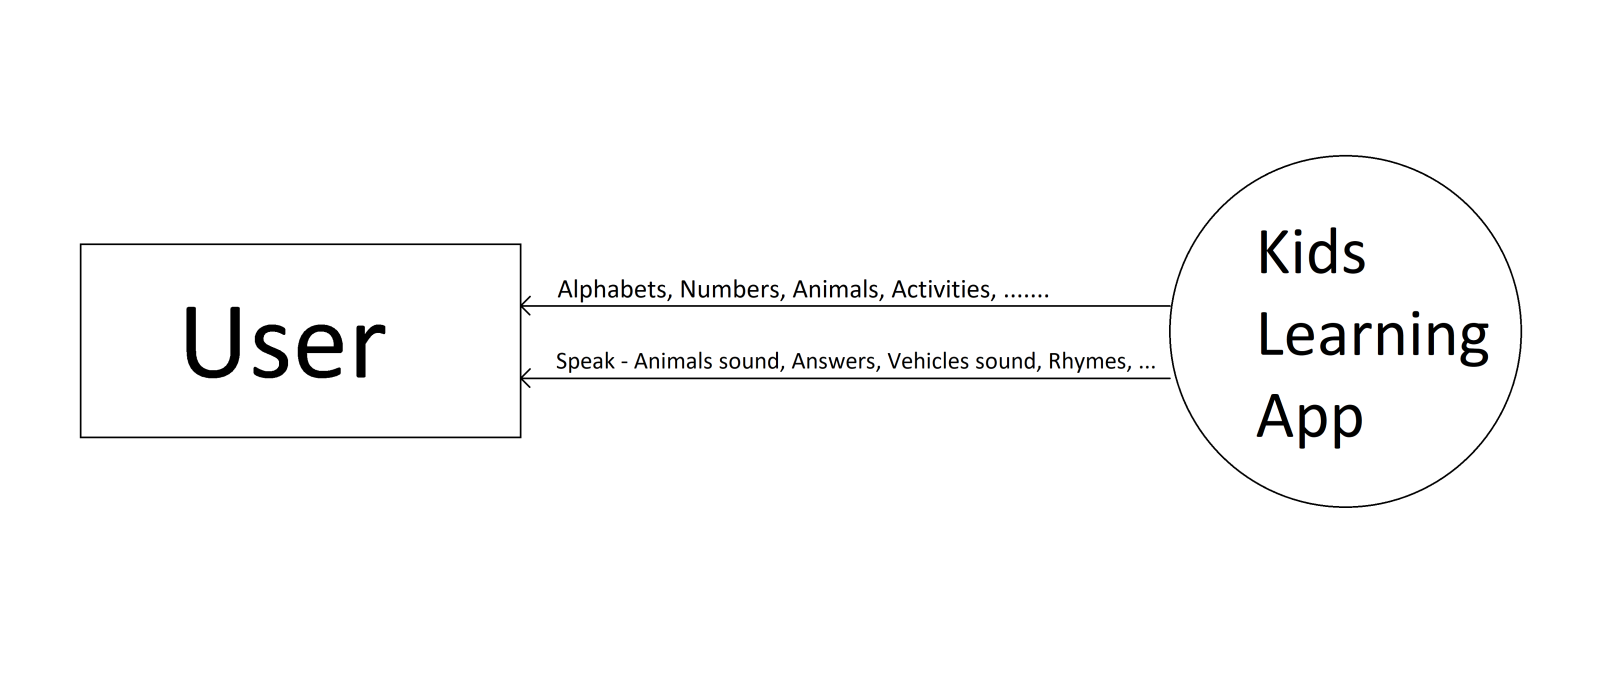 User
Alphabets, Numbers, Animals, Activities, .......
Speak - Animals sound, Answers, Vehicles sound, Rhymes, ...
Kids
Learning
App